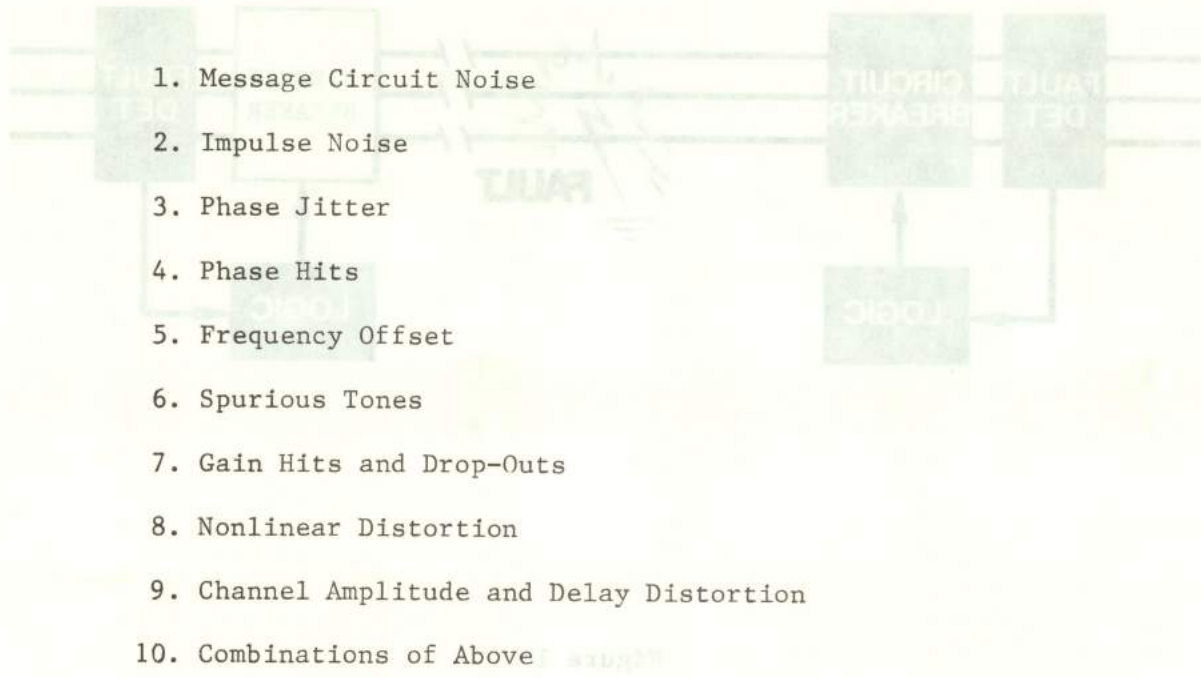 1. Message Circuit Noise
2. Impulse Noise
3. Phase Jitter
4. Phase Hits
5. Frequency Offset
6. Spurious Tones
7. Gain Hits and Drop-Outs
8. Nonlinear Distortion
9. Channel Amplitude and Delay Distortion
10. Combinations of Above